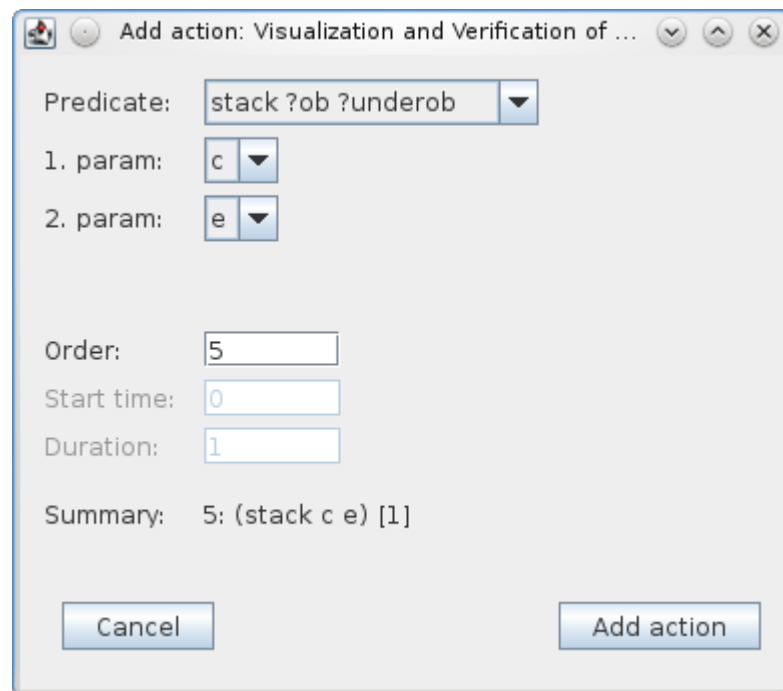 Add action: Visualization and Verification of ...
Predicate: stack ?ob ?underob
1. param: c
2. param: e
Order: 5
Start time: 0
Duration: 1
Summary: 5: (stack c e) [1]
Cancel Add action